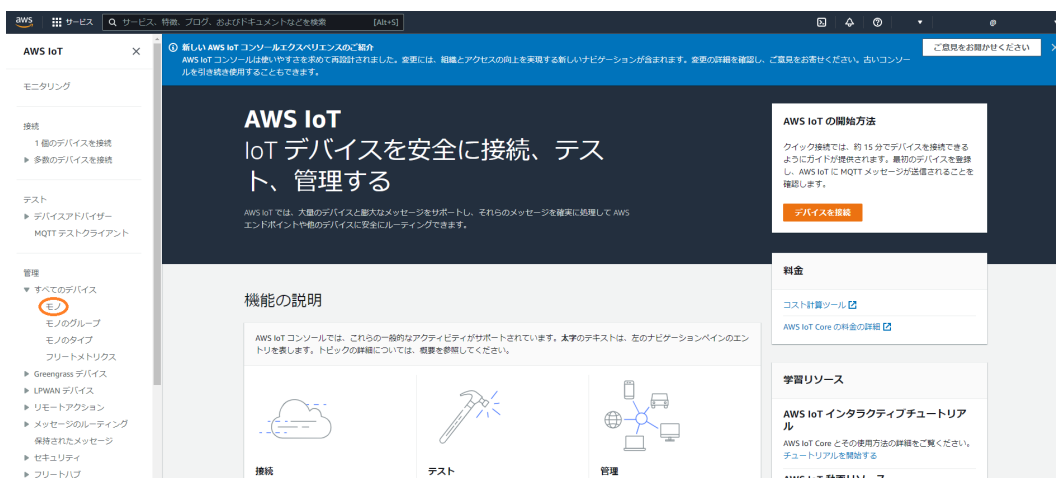 aws
サービス
サービス、特徴、ブログ、およびドキュメントなどを検索
[Alt+S]
AWS IoT
モニタリング
接続
1 個のデバイスを接続
多数のデバイスを接続
テスト
デバイスアドバイザー
MQTT テストクライアント
管理
すべてのデバイス
モノ
モノのグループ
モノのタイプ
フリートメトリクス
Greengrass デバイス
LPWAN デバイス
リモートアクション
メッセージのルーティング
保持されたメッセージ
セキュリティ
フリートハブ
新しい AWS IoT コンソールエクスペリエンスのご紹介
AWS IoT コンソールは使いやすさを求めて再設計されました。変更には、組織とアクセスの向上を実現する新しいナビゲーションが含まれます。変更の詳細を確認し、ご意見をお寄せください。古いコンソー
ルを引き続き使用することもできます。
ご意見をお聞かせください
AWS IoT
IoT デバイスを安全に接続、テス
ト、管理する
AWS IoT では、大量のデバイスと膨大なメッセージをサポートし、それらのメッセージを確実に処理して AWS
エンドポイントや他のデバイスに安全にルーティングできます。
AWS IoT の開始方法
クイック接続では、約 15 分でデバイスを接続できる
ようにガイドが提供されます。最初のデバイスを登録
し、AWS IoT に MQTT メッセージが送信されることを
確認します。
デバイスを接続
機能の説明
AWS IoT コンソールでは、これらの一般的なアクティビティがサポートされています。太字のテキストは、左のナビゲーションペインのエン
トリを表します。トピックの詳細については、概要を参照してください。
接続
テスト
管理
料金
コスト計算ツール
AWS IoT Core の料金の詳細
学習リソース
AWS IoT インタラクティブチュートリア
ル
AWS IoT Core とその使用方法の詳細をご覧ください。
チュートリアルを開始する
AWS IoT 動画リソース